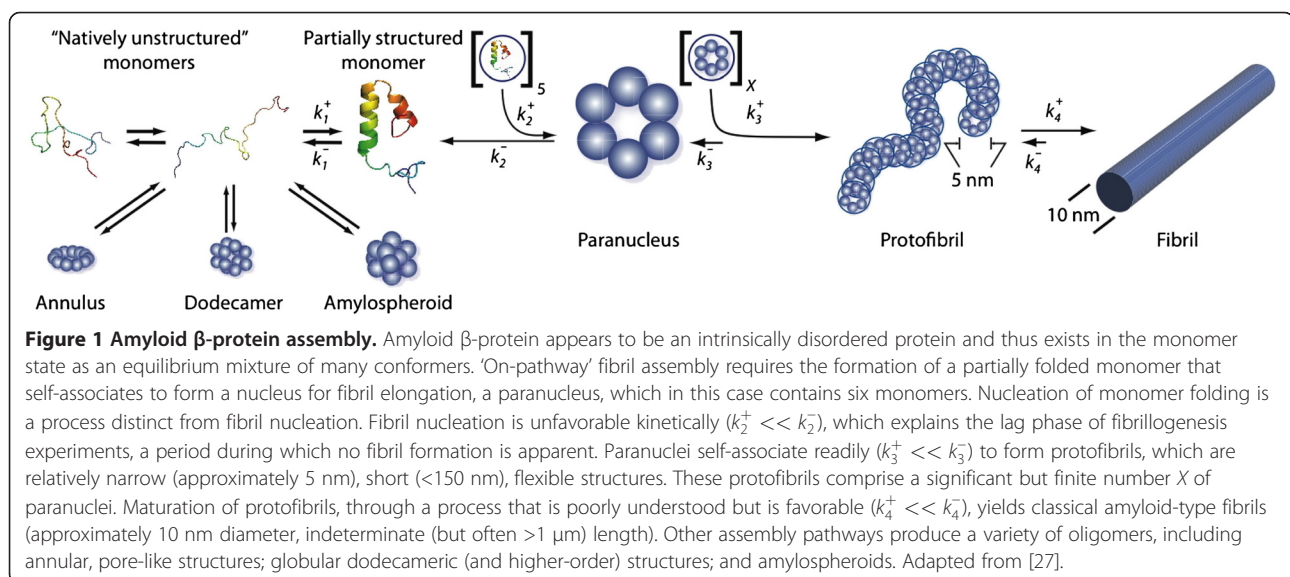 "Natively unstructured"
monomers
Partially structured
monomer
5
X
k₁⁺
k₁⁻
k₂⁺
k₂⁻
k₃⁺
k₃⁻
k₄⁺
k₄⁻
5 nm
10 nm
Paranucleus
Protofibril
Fibril
Annulus
Dodecamer
Amylospheroid
Figure 1 Amyloid β-protein assembly. Amyloid β-protein appears to be an intrinsically disordered protein and thus exists in the monomer
state as an equilibrium mixture of many conformers. ‘On-pathway’ fibril assembly requires the formation of a partially folded monomer that
self-associates to form a nucleus for fibril elongation, a paranucleus, which in this case contains six monomers. Nucleation of monomer folding is
a process distinct from fibril nucleation. Fibril nucleation is unfavorable kinetically (k₂⁺ << k₂⁻), which explains the lag phase of fibrillogenesis
experiments, a period during which no fibril formation is apparent. Paranuclei self-associate readily (k₃⁺ << k₃⁻) to form protofibrils, which are
relatively narrow (approximately 5 nm), short (<150 nm), flexible structures. These protofibrils comprise a significant but finite number X of
paranuclei. Maturation of protofibrils, through a process that is poorly understood but is favorable (k₄⁺ << k₄⁻), yields classical amyloid-type fibrils
(approximately 10 nm diameter, indeterminate (but often >1 μm) length). Other assembly pathways produce a variety of oligomers, including
annular, pore-like structures; globular dodecameric (and higher-order) structures; and amylospheroids. Adapted from [27].